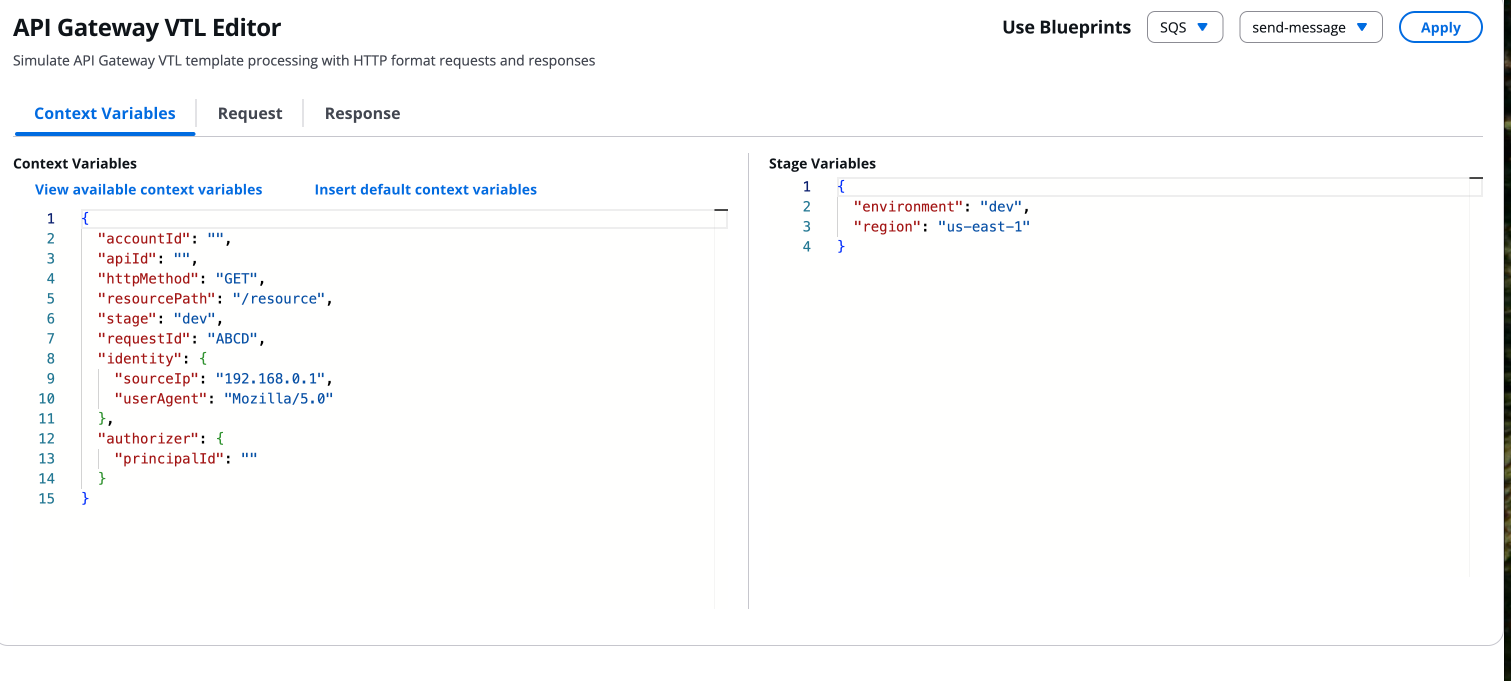 API Gateway VTL Editor
Use Blueprints
SQS
send-message
Apply
Simulate API Gateway VTL template processing with HTTP format requests and responses
Context Variables
Request
Response
Context Variables
View available context variables
Insert default context variables
1 {
2 "accountId": "",
3 "apiId": "",
4 "httpMethod": "GET",
5 "resourcePath": "/resource",
6 "stage": "dev",
7 "requestId": "ABCD",
8 "identity": {
9 "sourceIp": "192.168.0.1",
10 "userAgent": "Mozilla/5.0"
11 },
12 "authorizer": {
13 "principalId": ""
14 }
15 }
Stage Variables
1 {
2 "environment": "dev",
3 "region": "us-east-1"
4 }